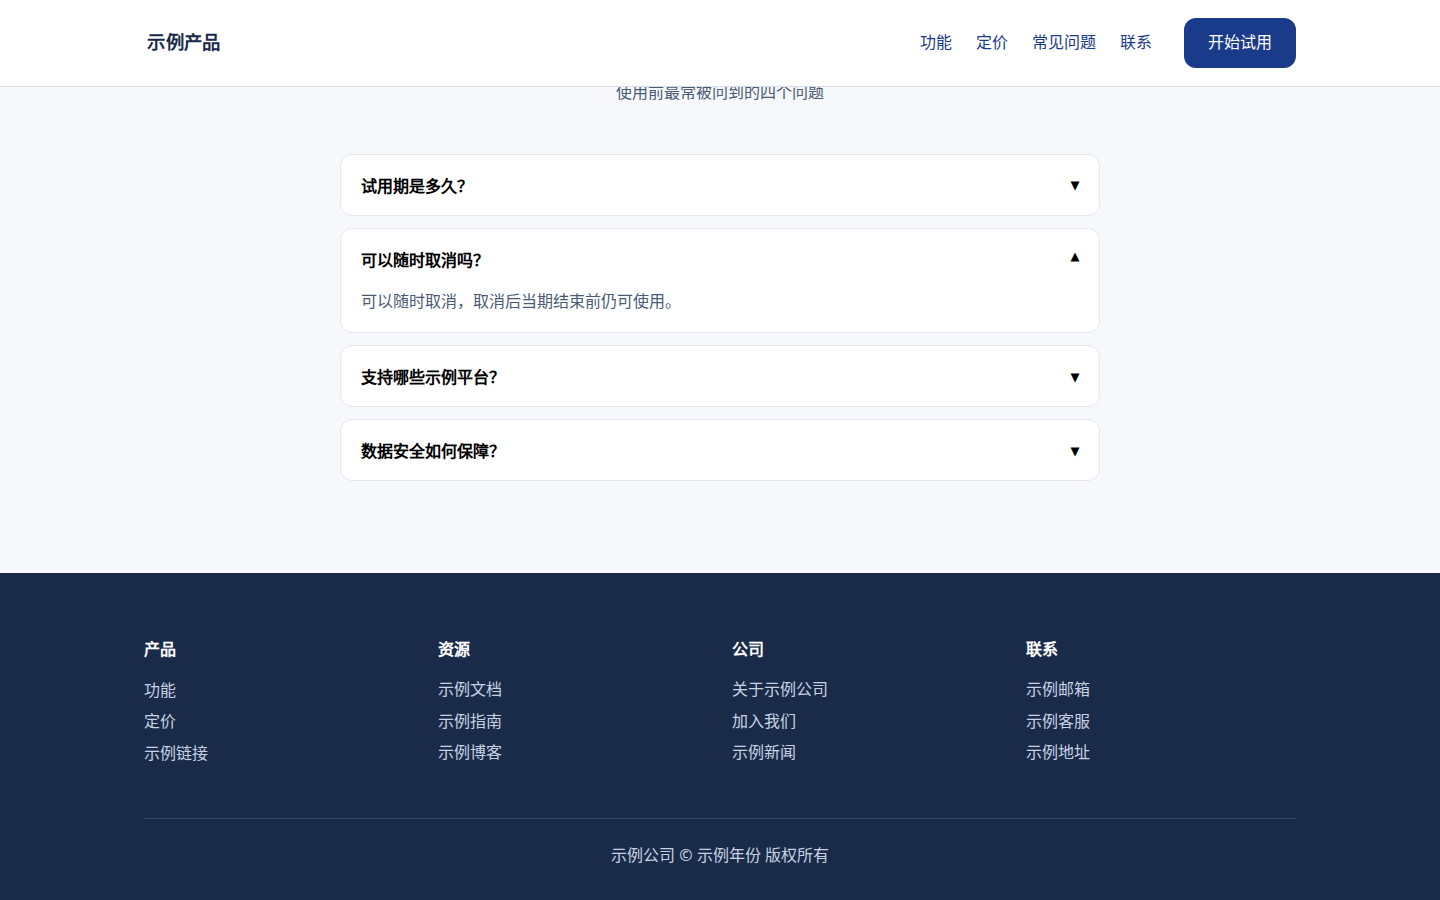 示例产品
功能 定价 常见问题 联系 开始试用
使用前最常被问到的四个问题
试用期是多久？
可以随时取消吗？
可以随时取消，取消后当期结束前仍可使用。
支持哪些示例平台？
数据安全如何保障？
产品 资源 公司 联系
功能 示例文档 关于示例公司 示例邮箱
定价 示例指南 加入我们 示例客服
示例链接 示例博客 示例新闻 示例地址
示例公司 © 示例年份 版权所有